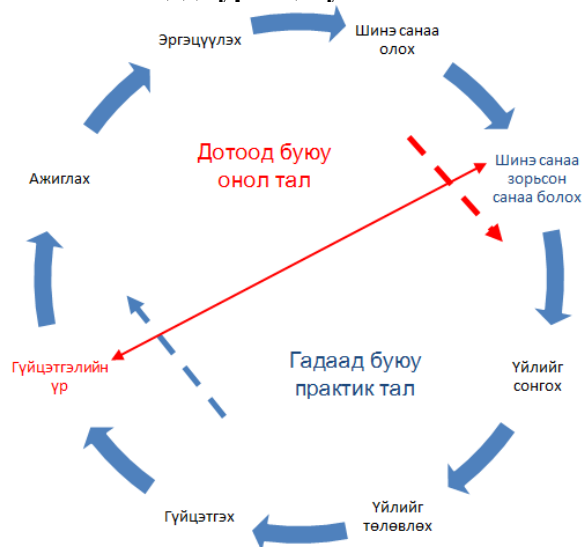 Эргэцүүлэх
Шинэ санаа
олох
Дотоод буюу
онол тал
Ажиглах
Шинэ санаа
зорьсон
санаа болох
Гүйцэтгэлийн
үр
Гадаад буюу
практик тал
Үйлийг
сонгох
Гүйцэтгэх
Үйлийг
төлөвлөх